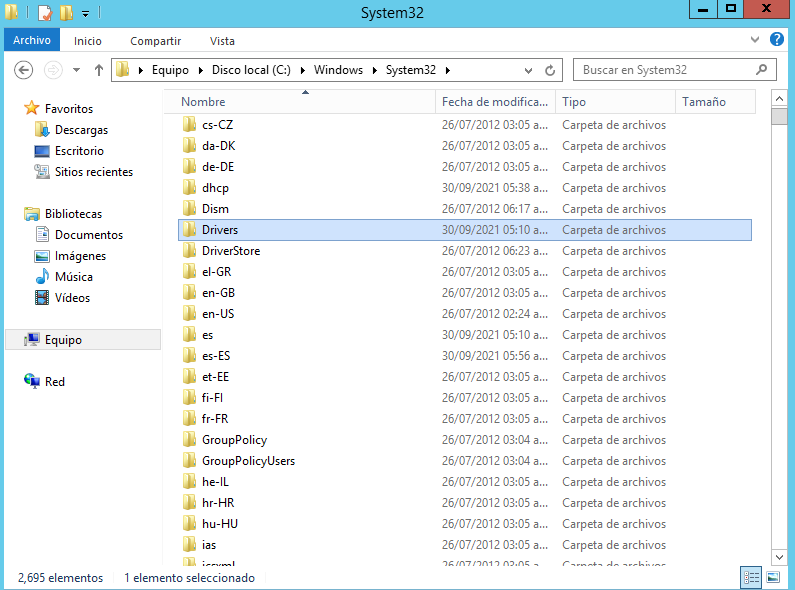 System32
Archivo Inicio Compartir Vista
Equipo Disco local (C:) Windows System32 Buscar en System32
Favoritos
Descargas
Escritorio
Sitios recientes
Bibliotecas
Documentos
Imágenes
Música
Vídeos
Equipo
Red
Nombre Fecha de modifica... Tipo Tamaño
cs-CZ 26/07/2012 03:05 a... Carpeta de archivos
da-DK 26/07/2012 03:05 a... Carpeta de archivos
de-DE 26/07/2012 03:05 a... Carpeta de archivos
dhcp 30/09/2021 05:38 a... Carpeta de archivos
Dism 26/07/2012 06:17 a... Carpeta de archivos
Drivers 30/09/2021 05:10 a... Carpeta de archivos
DriverStore 26/07/2012 06:23 a... Carpeta de archivos
el-GR 26/07/2012 03:05 a... Carpeta de archivos
en-GB 26/07/2012 03:05 a... Carpeta de archivos
en-US 26/07/2012 02:24 a... Carpeta de archivos
es 30/09/2021 05:10 a... Carpeta de archivos
es-ES 30/09/2021 05:56 a... Carpeta de archivos
et-EE 26/07/2012 03:05 a... Carpeta de archivos
fi-FI 26/07/2012 03:05 a... Carpeta de archivos
fr-FR 26/07/2012 03:05 a... Carpeta de archivos
GroupPolicy 26/07/2012 03:04 a... Carpeta de archivos
GroupPolicyUsers 26/07/2012 03:04 a... Carpeta de archivos
he-IL 26/07/2012 03:05 a... Carpeta de archivos
hr-HR 26/07/2012 03:05 a... Carpeta de archivos
hu-HU 26/07/2012 03:05 a... Carpeta de archivos
ias 26/07/2012 03:04 a... Carpeta de archivos
2,695 elementos 1 elemento seleccionado